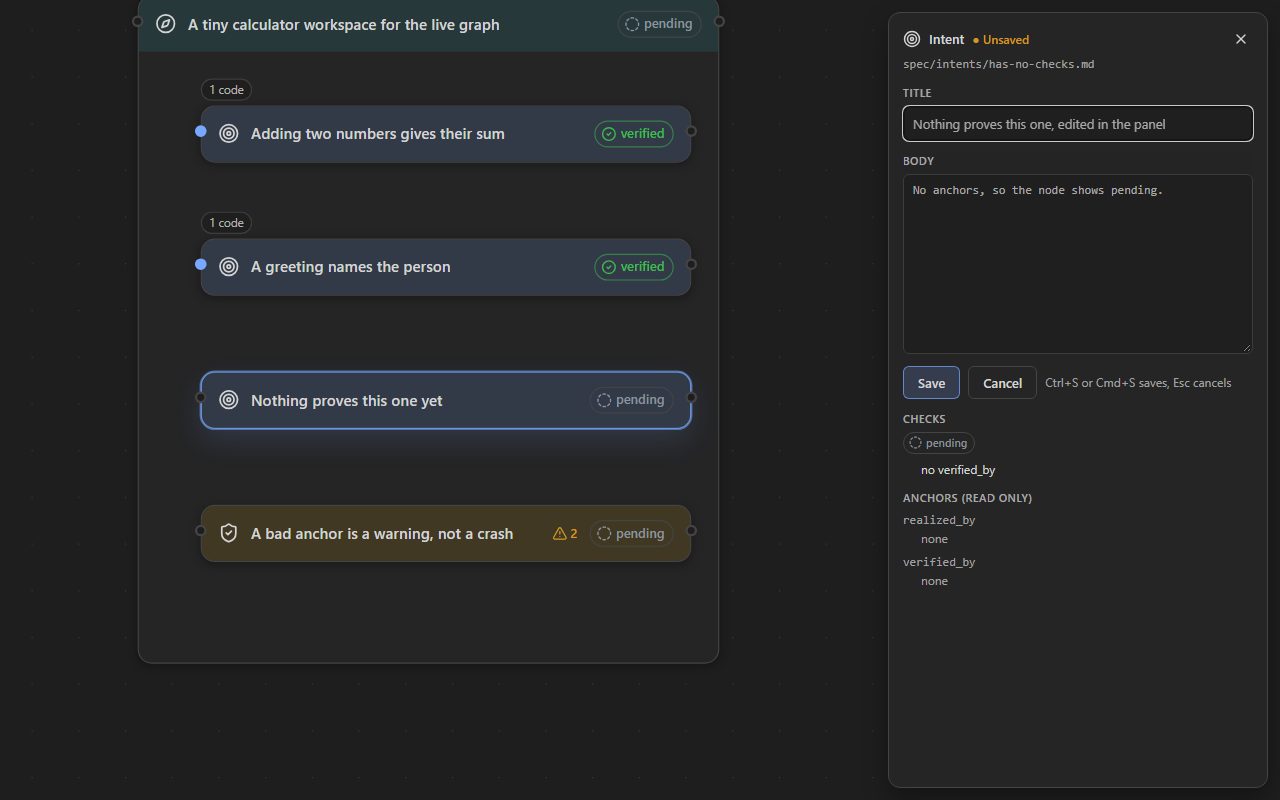 A tiny calculator workspace for the live graph
pending
1 code
Adding two numbers gives their sum
verified
1 code
A greeting names the person
verified
Nothing proves this one yet
pending
A bad anchor is a warning, not a crash
2
pending
Intent
Unsaved
spec/intents/has-no-checks.md
TITLE
Nothing proves this one, edited in the panel
BODY
No anchors, so the node shows pending.
Save
Cancel
Ctrl+S or Cmd+S saves, Esc cancels
CHECKS
pending
no verified_by
ANCHORS (READ ONLY)
realized_by
none
verified_by
none